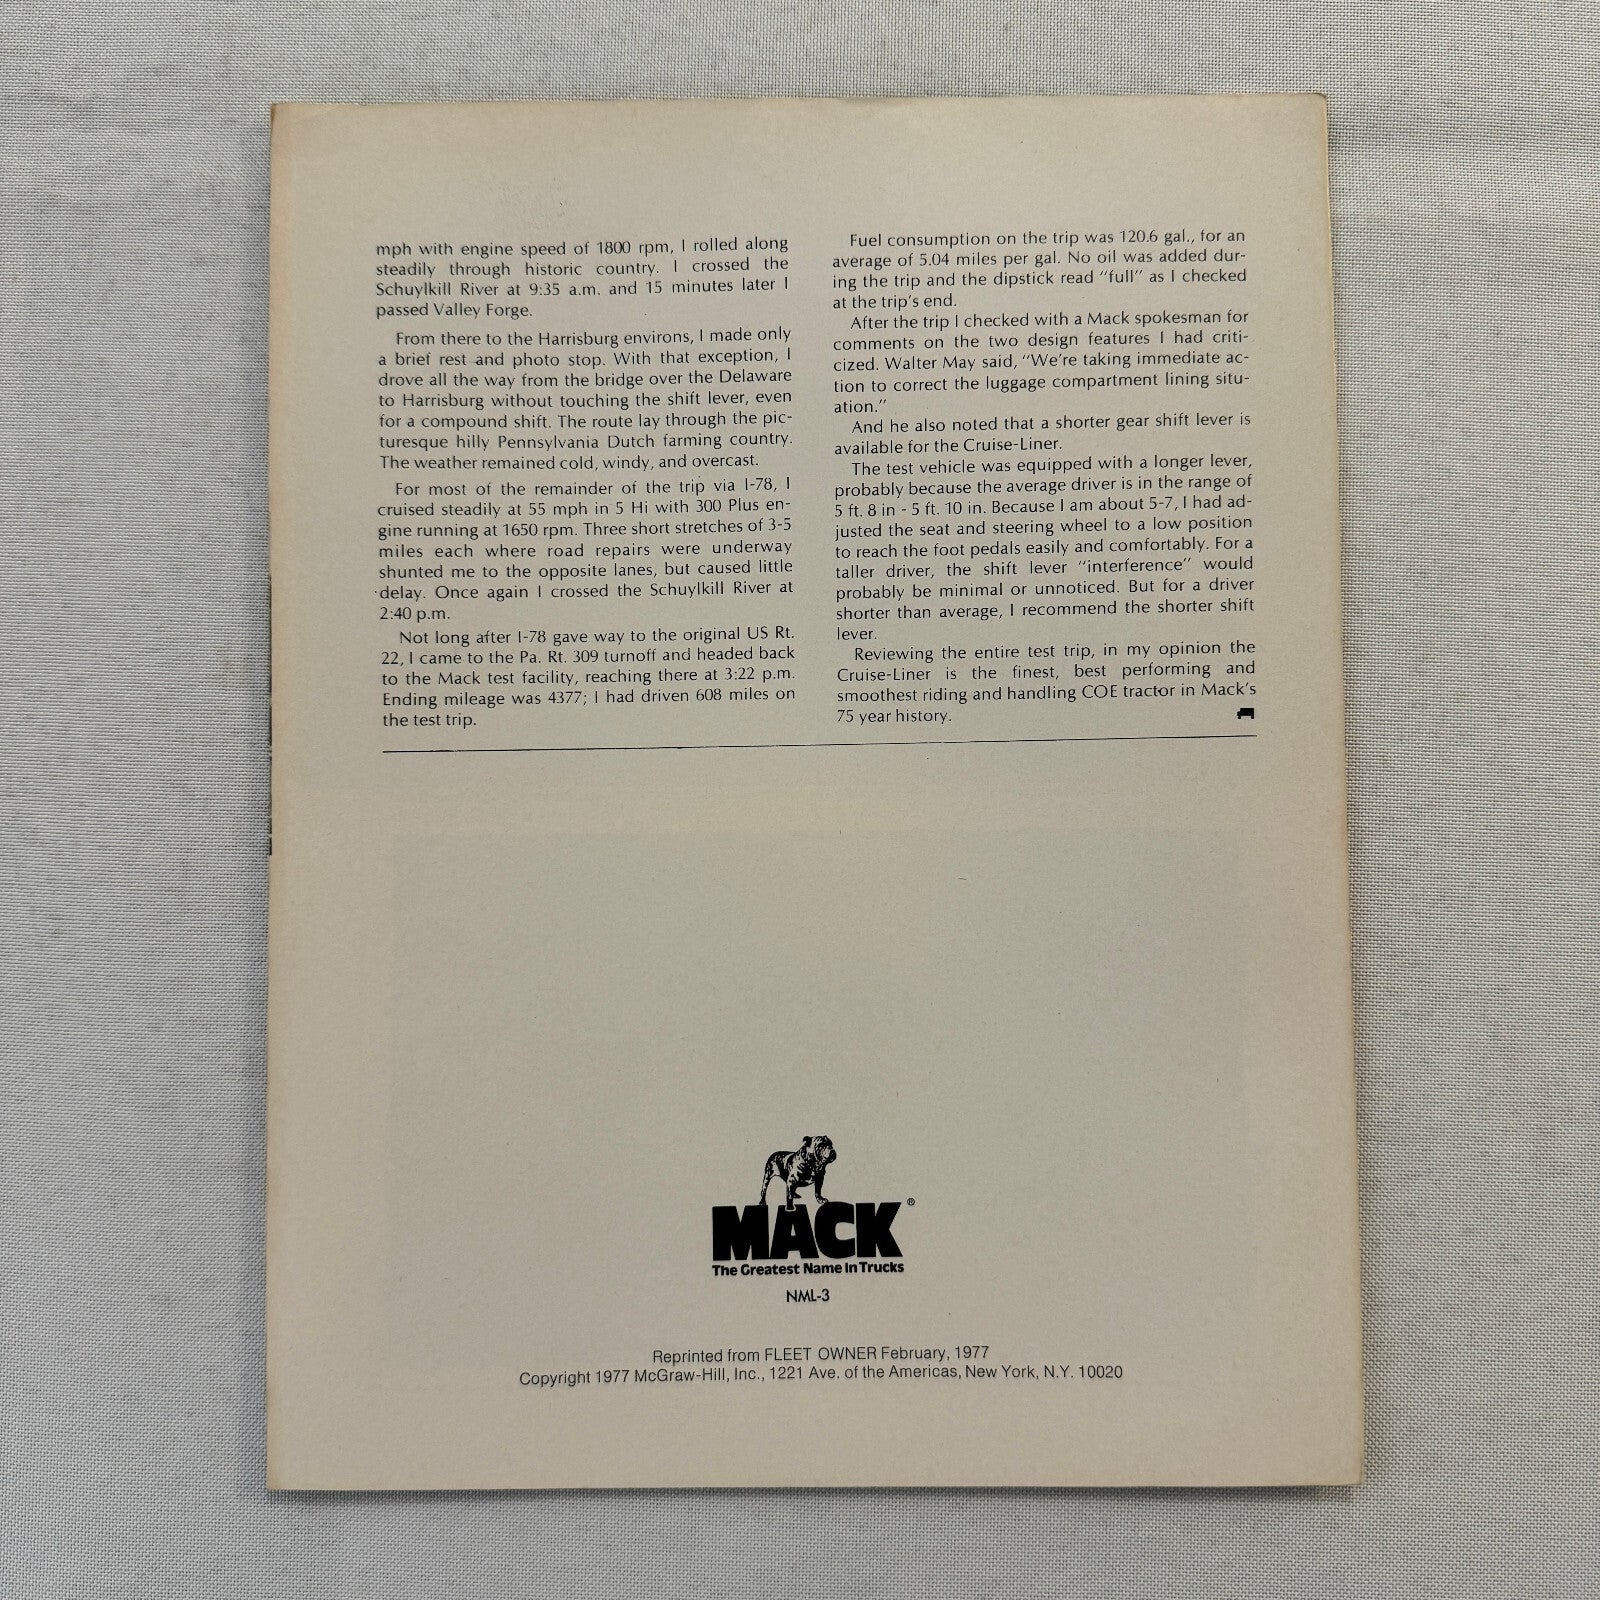 mph with engine speed of 1800 rpm, I rolled along
steadily through historic country. I crossed the
Schuylkill River at 9:35 a.m. and 15 minutes later I
passed Valley Forge.
From there to the Harrisburg environs, I made only
a brief rest and photo stop. With that exception, I
drove all the way from the bridge over the Delaware
to Harrisburg without touching the shift lever, even
for a compound shift. The route lay through the pic-
turesque hilly Pennsylvania Dutch farming country.
The weather remained cold, windy, and overcast.
For most of the remainder of the trip via I-78, I
cruised steadily at 55 mph in 5 Hi with 300 Plus en-
gine running at 1650 rpm. Three short stretches of 3-5
miles each where road repairs were underway
shunted me to the opposite lanes, but caused little
delay. Once again I crossed the Schuylkill River at
2:40 p.m.
Not long after I-78 gave way to the original US Rt.
22, I came to the Pa. Rt. 309 turnoff and headed back
to the Mack test facility, reaching there at 3:22 p.m.
Ending mileage was 4377; I had driven 608 miles on
the test trip.
Fuel consumption on the trip was 120.6 gal., for an
average of 5.04 miles per gal. No oil was added dur-
ing the trip and the dipstick read "full" as I checked
at the trip's end.
After the trip I checked with a Mack spokesman for
comments on the two design features I had criti-
cized. Walter May said, "We're taking immediate ac-
tion to correct the luggage compartment lining situ-
ation."
And he also noted that a shorter gear shift lever is
available for the Cruise-Liner.
The test vehicle was equipped with a longer lever,
probably because the average driver is in the range of
5 ft. 8 in - 5 ft. 10 in. Because I am about 5-7, I had ad-
justed the seat and steering wheel to a low position
to reach the foot pedals easily and comfortably. For a
taller driver, the shift lever "interference" would
probably be minimal or unnoticed. But for a driver
shorter than average, I recommend the shorter shift
lever.
Reviewing the entire test trip, in my opinion the
Cruise-Liner is the finest, best performing and
smoothest riding and handling COE tractor in Mack's
75 year history.
MACK®
The Greatest Name in Trucks
NML-3
Reprinted from FLEET OWNER February, 1977
Copyright 1977 McGraw-Hill, Inc., 1221 Ave. of the Americas, New York, N.Y. 10020